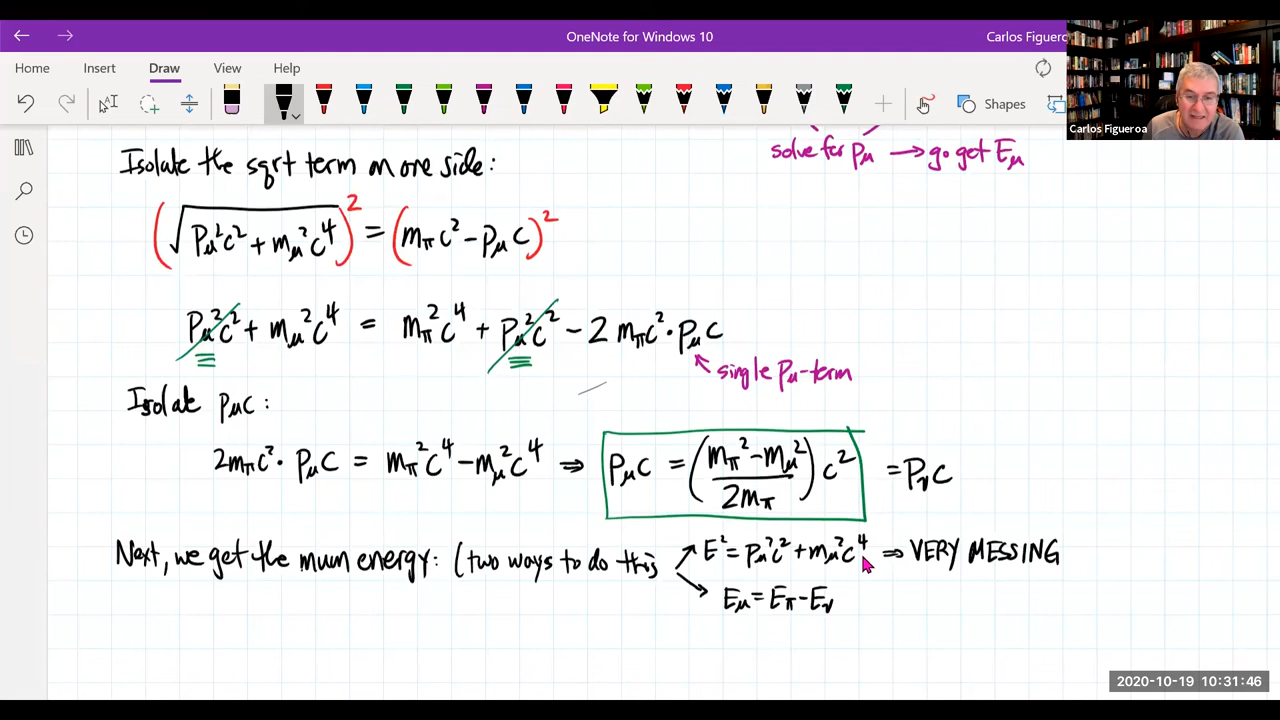 OneNote for Windows 10
Carlos Figueroa
Home Insert Draw View Help
Shapes
Carlos Figueroa
solve for pμ → go get Eμ
Isolate the sqrt term on one side:
(√(pμ²c² + mμ²c⁴))² = (mπc² - pμc)²
pμ²c² + mμ²c⁴ = mπ²c⁴ + pμ²c² - 2mπc²·pμc
single pμ-term
Isolate pμc:
2mπc²·pμc = mπ²c⁴ - mμ²c⁴ ⇒ pμc = ((mπ² - mμ²)/2mπ)c² = pνc
Next, we get the muon energy: (two ways to do this E² = pμ²c² + mμ²c⁴ ⇒ VERY MESSING
Eμ = Eπ - Eν
2020-10-19 10:31:46